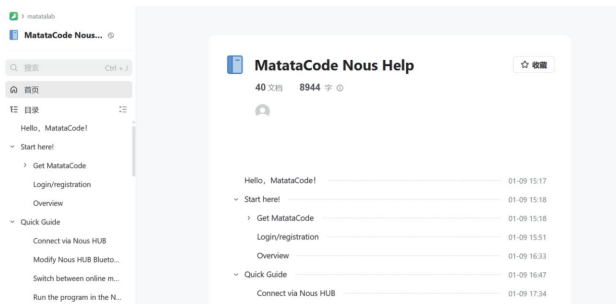 matatalab
MatataCode Nous...
搜索 Ctrl + J
首页
目录
Hello, MatataCode!
Start here!
Get MatataCode
Login/registration
Overview
Quick Guide
Connect via Nous HUB
Modify Nous HUB Blueto...
Switch between online m...
Run the program in the N...
MatataCode Nous Help
收藏
40 文档 8944 字
Hello, MatataCode! 01-09 15:17
Start here! 01-09 15:18
Get MatataCode 01-09 15:18
Login/registration 01-09 15:51
Overview 01-09 16:33
Quick Guide 01-09 16:47
Connect via Nous HUB 01-09 17:34